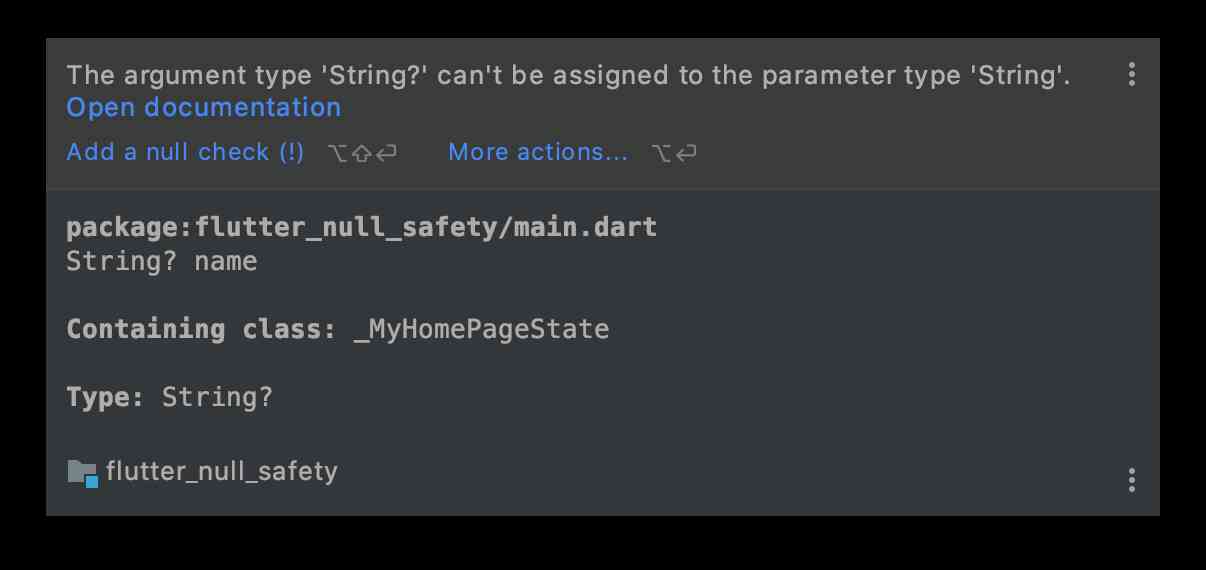 The argument type 'String?' can't be assigned to the parameter type 'String'.
Open documentation
Add a null check (!) ⌥⇧⏎ More actions... ⌥⏎
package:flutter_null_safety/main.dart
String? name
Containing class: _MyHomePageState
Type: String?
flutter_null_safety